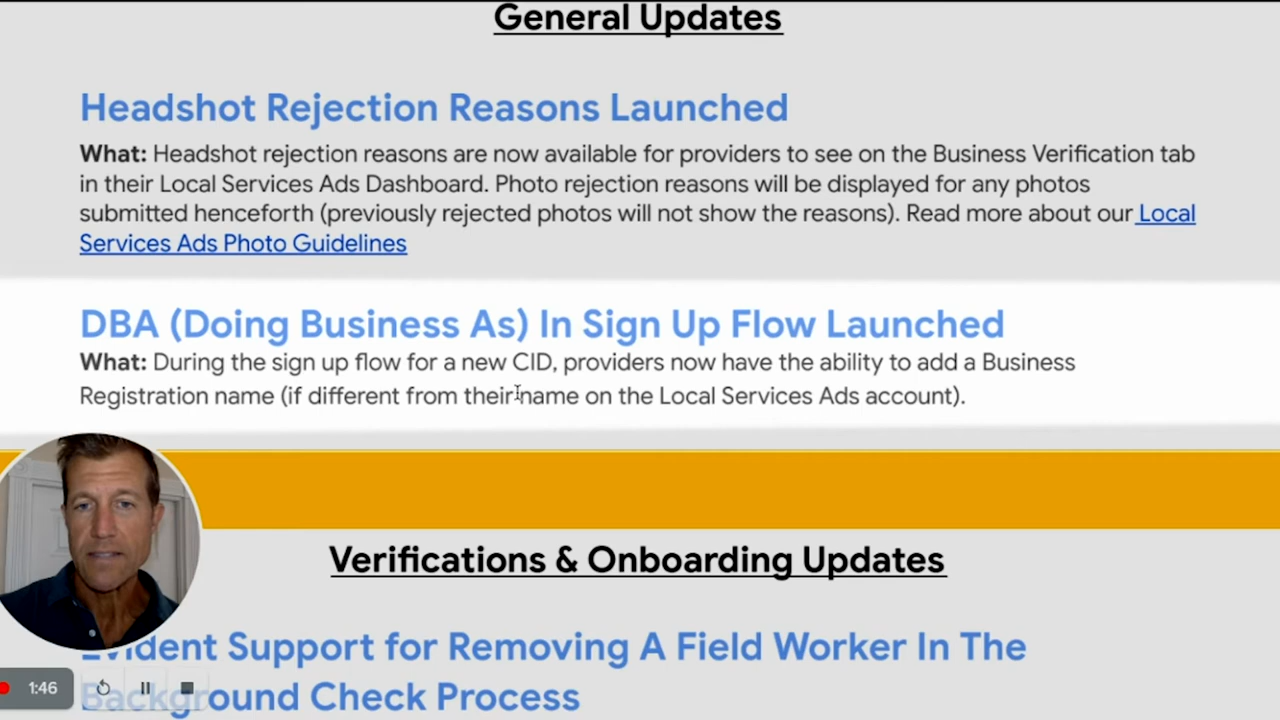 General Updates
Headshot Rejection Reasons Launched
What: Headshot rejection reasons are now available for providers to see on the Business Verification tab
in their Local Services Ads Dashboard. Photo rejection reasons will be displayed for any photos
submitted henceforth (previously rejected photos will not show the reasons). Read more about our Local
Services Ads Photo Guidelines
DBA (Doing Business As) In Sign Up Flow Launched
What: During the sign up flow for a new CID, providers now have the ability to add a Business
Registration name (if different from their name on the Local Services Ads account).
Verifications & Onboarding Updates
Evident Support for Removing A Field Worker In The
Background Check Process
1:46